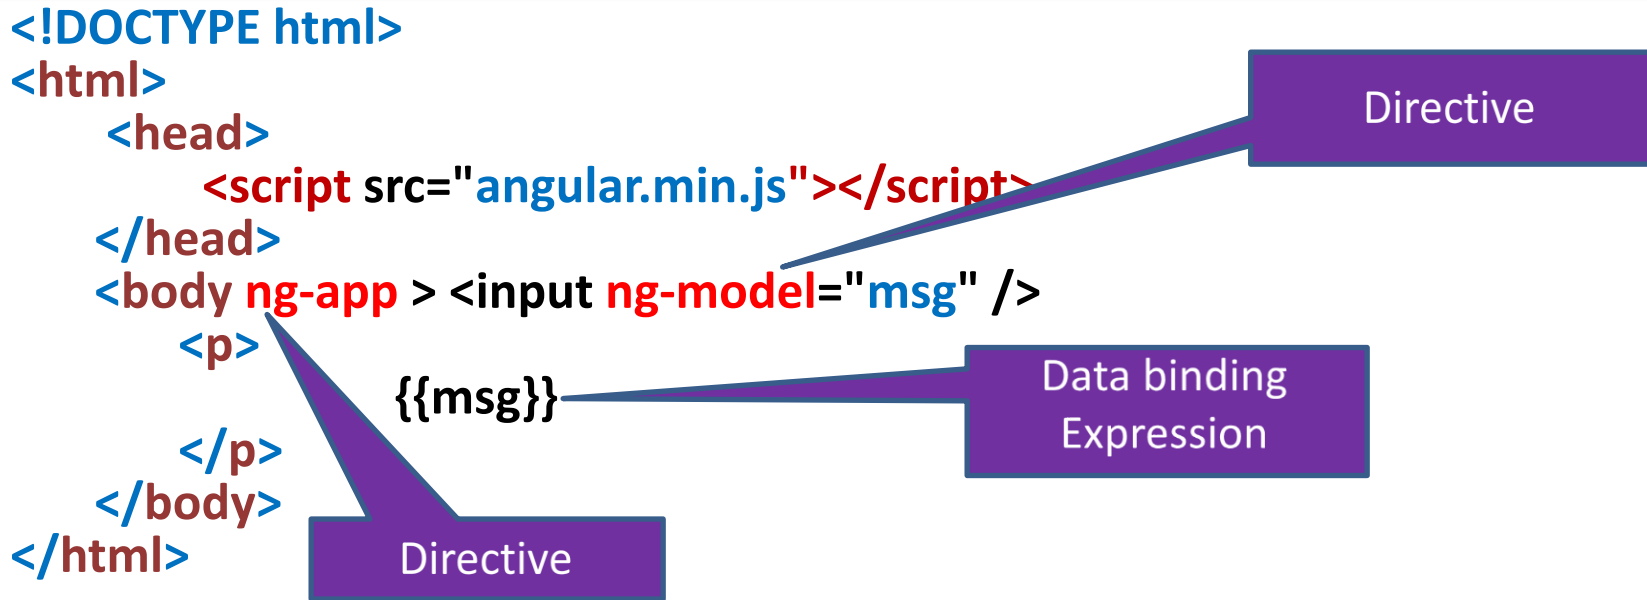 <!DOCTYPE html>
<html>
<head>
<script src="angular.min.js"></script>
</head>
<body ng-app > <input ng-model="msg" />
<p>
{{msg}}
</p>
</body>
</html>
Directive
Data binding
Expression
Directive